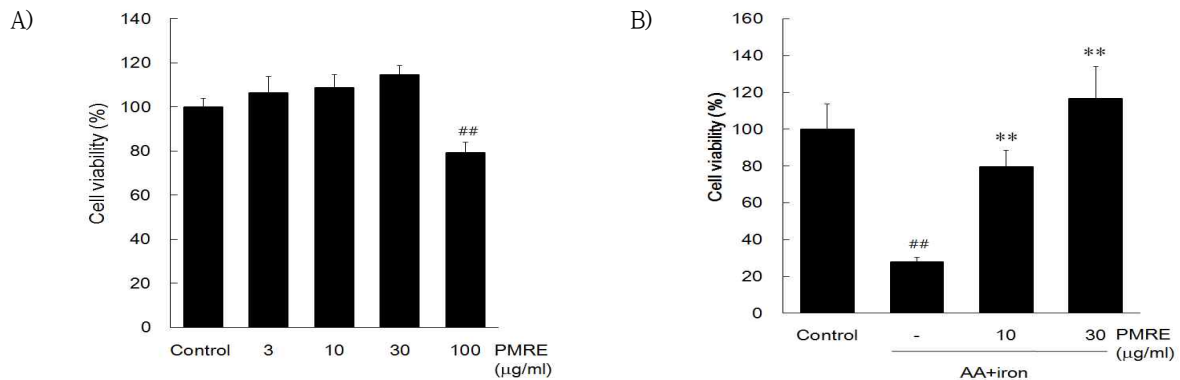 A)
140
120
100
80
60
40
20
0
Cell viability (%)
##
Control 3 10 30 100 PMRE
(μg/ml)
B)
160
140
120
100
80
60
40
20
0
Cell viability (%)
##
**
**
Control - 10 30 PMRE
(μg/ml)
AA+iron